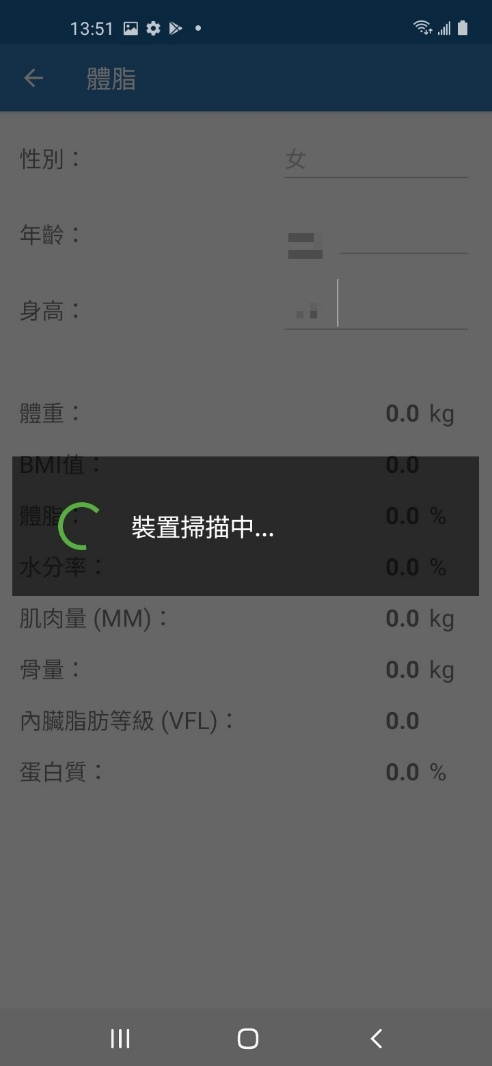 13:51
體脂
性別：
女
年齡：
身高：
體重：
0.0 kg
BMI值：
0.0
體脂：
0.0 %
裝置掃描中...
水分率：
0.0 %
肌肉量 (MM)：
0.0 kg
骨量：
0.0 kg
內臟脂肪等級 (VFL)：
0.0
蛋白質：
0.0 %